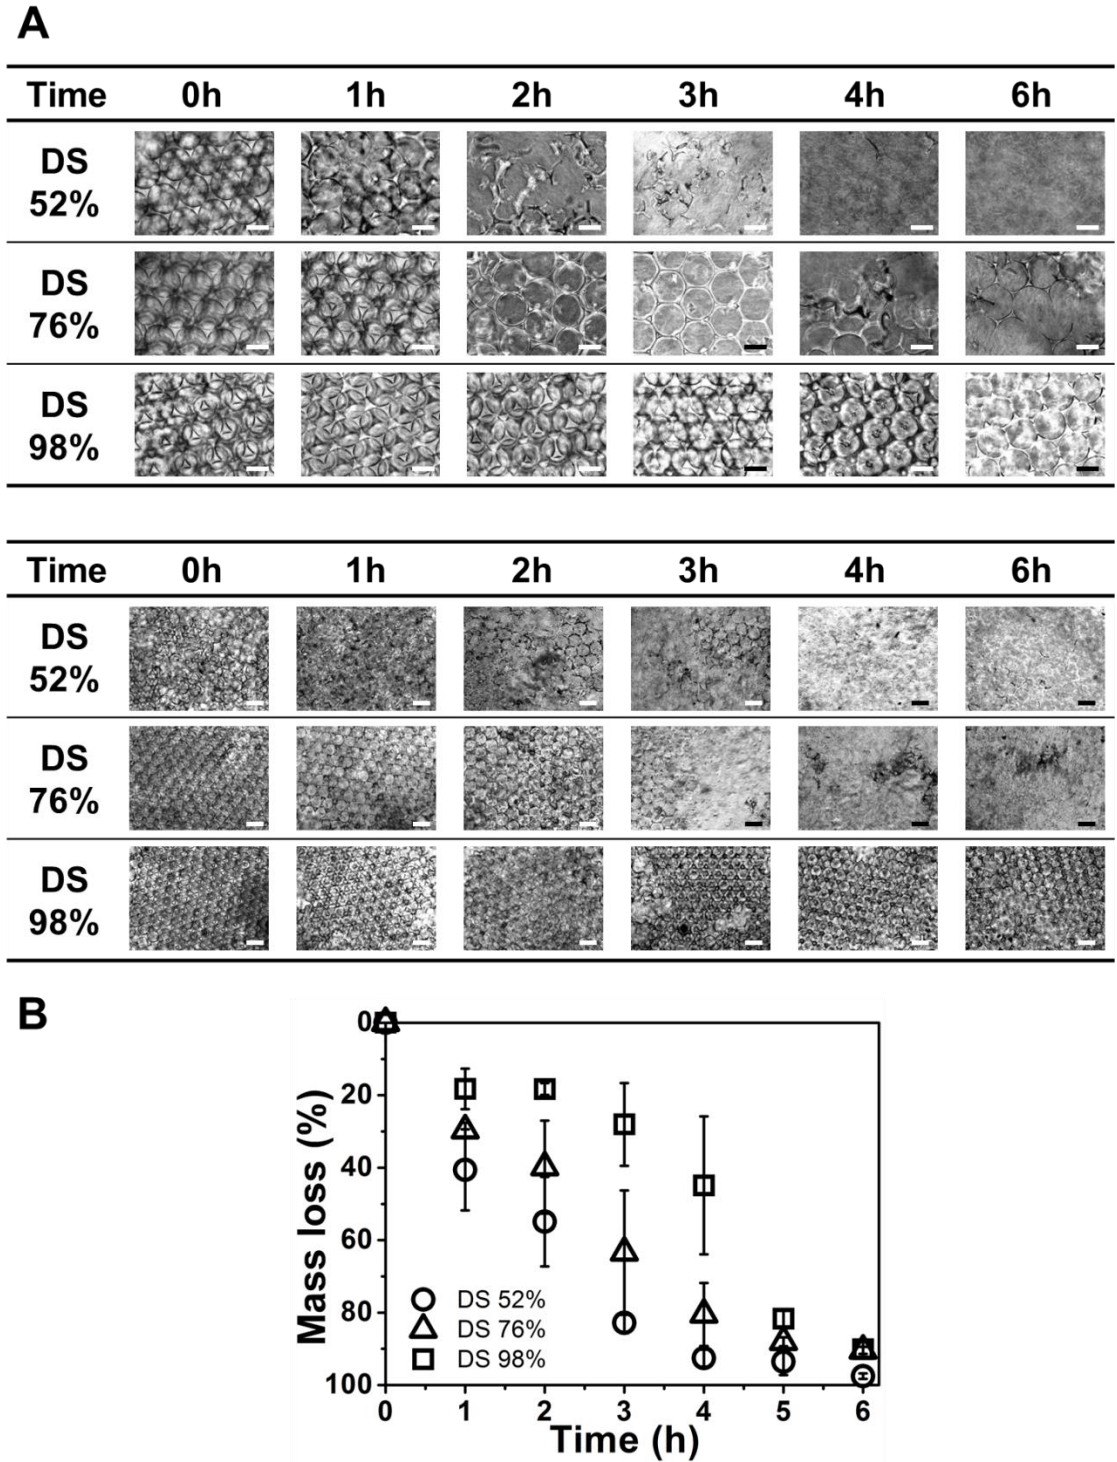 A
Time 0h 1h 2h 3h 4h 6h
DS
52%
DS
76%
DS
98%
Time 0h 1h 2h 3h 4h 6h
DS
52%
DS
76%
DS
98%
B
0
20
40
60
80
100
Mass loss (%)
DS 52%
DS 76%
DS 98%
0 1 2 3 4 5 6
Time (h)